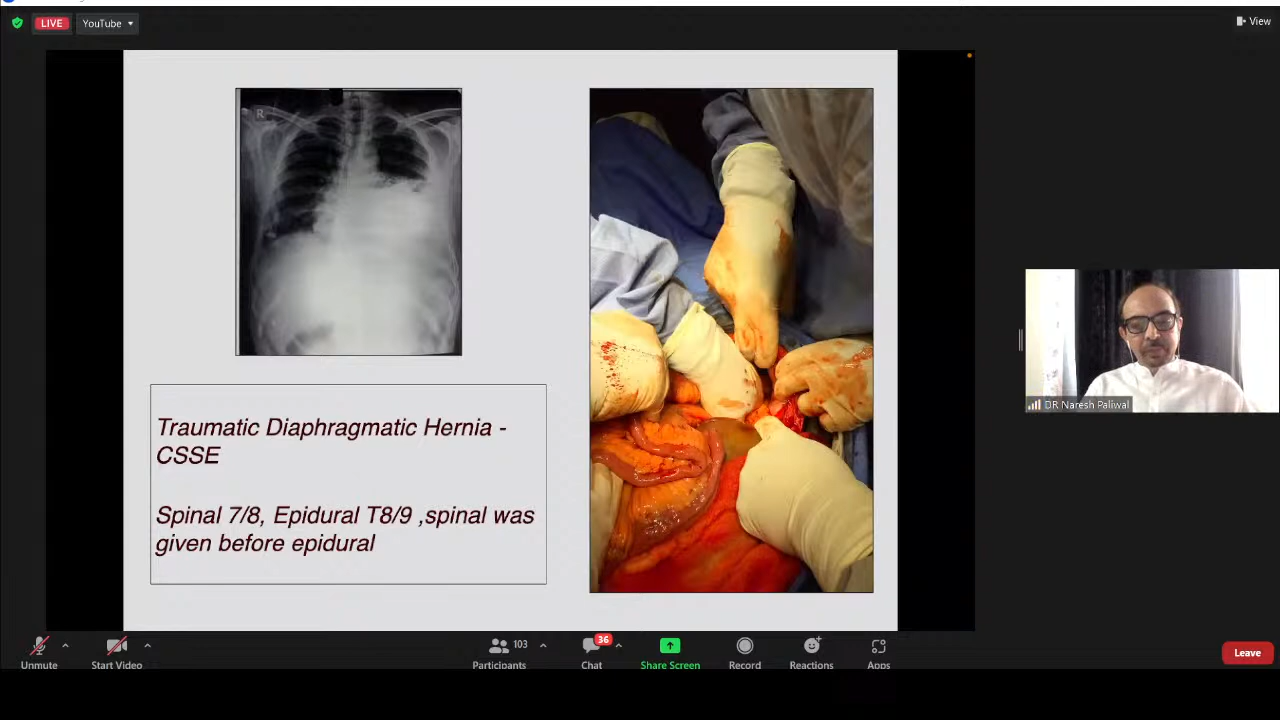 LIVE
YouTube
View
R
Traumatic Diaphragmatic Hernia -
CSSE
Spinal 7/8, Epidural T8/9 ,spinal was
given before epidural
DR Naresh Paliwal
103
36
Unmute
Start Video
Participants
Chat
Share Screen
Record
Reactions
Apps
Leave